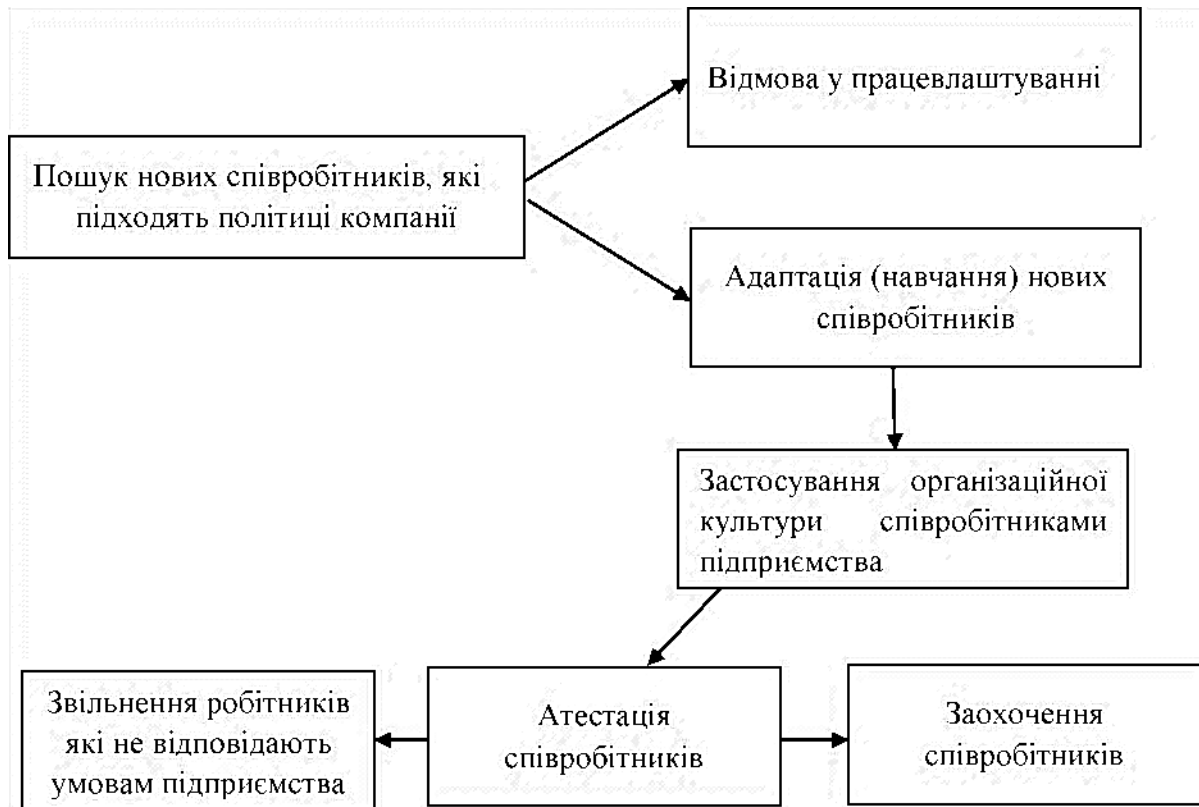 Відмова у працевлаштуванні
Пошук нових співробітників, які
підходять політиці компанії
Адаптація (навчання) нових
співробітників
Застосування організаційної
культури співробітниками
підприємства
Звільнення робітників
які не відповідають
умовам підприємства
Атестація
співробітників
Заохочення
співробітників